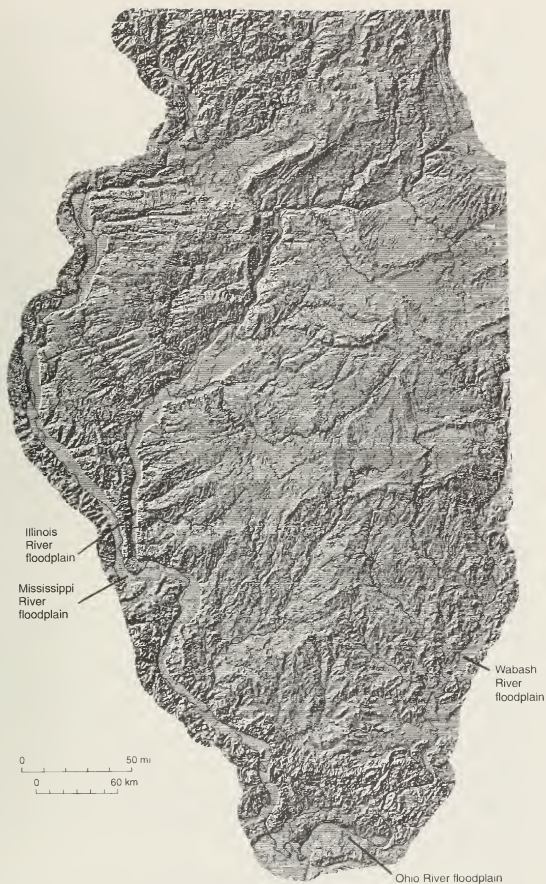 Illinois
River
floodplain
Mississippi
River
floodplain
Wabash
River
floodplain
0 50 mi
0 60 km
Ohio River floodplain